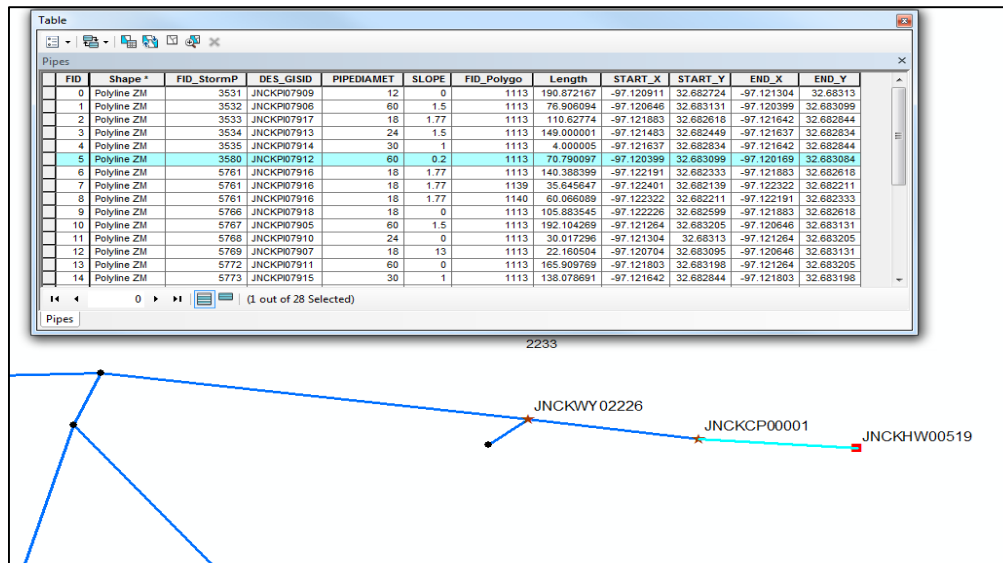 Table
Pipes
FID Shape * FID_StormP DES_GISID PIPEDIAMET SLOPE FID_Polygo Length START_X START_Y END_X END_Y
0 Polyline ZM 3531 JNCKPI07909 12 0 1113 190.872167 -97.120911 32.682724 -97.121304 32.68313
1 Polyline ZM 3532 JNCKPI07906 60 1.5 1113 76.906094 -97.120646 32.683131 -97.120399 32.683099
2 Polyline ZM 3533 JNCKPI07917 18 1.77 1113 110.62774 -97.121883 32.682618 -97.121642 32.682844
3 Polyline ZM 3534 JNCKPI07913 24 1.5 1113 149.000001 -97.121483 32.682449 -97.121637 32.682834
4 Polyline ZM 3535 JNCKPI07914 30 1 1113 4.000005 -97.121637 32.682834 -97.121642 32.682844
5 Polyline ZM 3580 JNCKPI07912 60 0.2 1113 70.790097 -97.120399 32.683099 -97.120169 32.683084
6 Polyline ZM 5761 JNCKPI07916 18 1.77 1113 140.388399 -97.122191 32.682333 -97.121883 32.682618
7 Polyline ZM 5761 JNCKPI07916 18 1.77 1139 35.645647 -97.122401 32.682139 -97.122322 32.682211
8 Polyline ZM 5761 JNCKPI07916 18 1.77 1140 60.066089 -97.122322 32.682211 -97.122191 32.682333
9 Polyline ZM 5766 JNCKPI07918 18 0 1113 105.883545 -97.122226 32.682599 -97.121883 32.682618
10 Polyline ZM 5767 JNCKPI07905 60 1.5 1113 192.104269 -97.121264 32.683205 -97.120646 32.683131
11 Polyline ZM 5768 JNCKPI07910 24 0 1113 30.017296 -97.121304 32.68313 -97.121264 32.683205
12 Polyline ZM 5769 JNCKPI07907 18 13 1113 22.160504 -97.120704 32.683095 -97.120646 32.683131
13 Polyline ZM 5772 JNCKPI07911 60 0 1113 165.909769 -97.121803 32.683198 -97.121264 32.683205
14 Polyline ZM 5773 JNCKPI07915 30 1 1113 138.078691 -97.121642 32.682844 -97.121803 32.683198
0 (1 out of 28 Selected)
Pipes
2233
JNCKWY02226
JNCKCP00001
JNCKHW00519